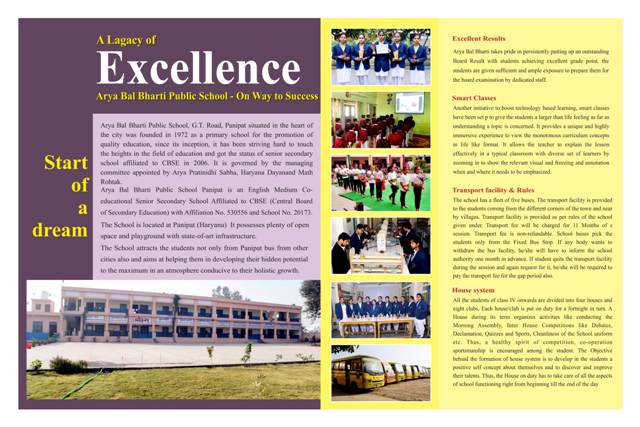 A Lagacy of
Excellence
Arya Bal Bharti Public School - On Way to Success
Start
of
a
dream
Arya Bal Bharti Public School, G.T. Road, Panipat situated in the heart of
the city was founded in 1972 as a primary school for the promotion of
quality education, since its inception, it has been striving hard to touch
the heights in the field of education and got the status of senior secondary
school affiliated to CBSE in 2006. It is governed by the managing
committee appointed by Arya Pratinidhi Sabha, Haryana Dayanand Math
Rohtak.
Arya Bal Bharti Public School Panipat is an English Medium Co-
educational Senior Secondary School Affiliated to CBSE (Central Board
of Secondary Education) with Affiliation No. 530556 and School No. 20173.
The School is located at Panipat (Haryana) It possesses plenty of open
space and playground with state-of-art infrastructure.
The School attracts the students not only from Panipat bus from other
cities also and aims at helping them in developing their hidden potential
to the maximum in an atmosphere conducive to their holistic growth.
Excellent Results
Arya Bal Bharti takes pride in persistently putting up an outstanding
Board Result with students achieving excellent grade point. the
students are given sufficient and ample exposure to prepare them for
the board examination by dedicated staff.
Smart Classes
Another initiative to boost technology based learning, smart classes
have been set p to give the students a larger than life feeling as far as
understanding a topic is concerned. It provides a unique and highly
immersive experience to view the monotonous curriculum concepts
in life like format. It allows the teacher to explain the lesson
effectively in a typical classroom with diverse set of learners by
zooming in to show the relevant visual and freezing and annotation
when and where it needs to be emphasized.
Transport facility & Rules
The school has a fleet of five buses. The transport facility is provided
to the students coming from the different corners of the town and near
by villages. Transport facility is provided as per rules of the school
given under. Transport fee will be charged for 11 Months of a
session. Transport fee is non-refundable. School buses pick the
students only from the Fixed Bus Stop. If any body wants to
withdraw the bus facility, he/she will have to inform the school
authority one month in advance. If student quits the transport facility
during the session and again request for it, he/she will be required to
pay the transport fee for the gap period also.
House system
All the students of class IV onwards are divided into four houses and
eight clubs, Each house/club is put on duty for a fortnight in turn. A
House during its term organizes activities like conducting the
Morning Assembly, Inter House Competitions like Debates,
Declamation, Quizzes and Sports, Cleanliness of the School uniform
etc. Thus, a healthy spirit of competition, co-operation
sportsmanship is encouraged among the student. The Objective
behind the formation of house system is to develop in the students a
positive self concept about themselves and to discover and improve
their talents. Thus, the House on duty has to take care of all the aspects
of school functioning right from beginning till the end of the day